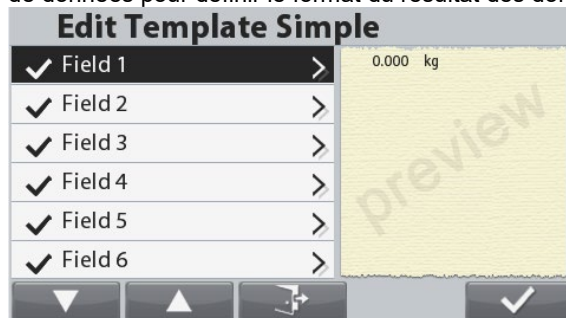 Edit Template Simple
Field 1
0.000 kg
Field 2
Field 3
Field 4
Field 5
Field 6
preview